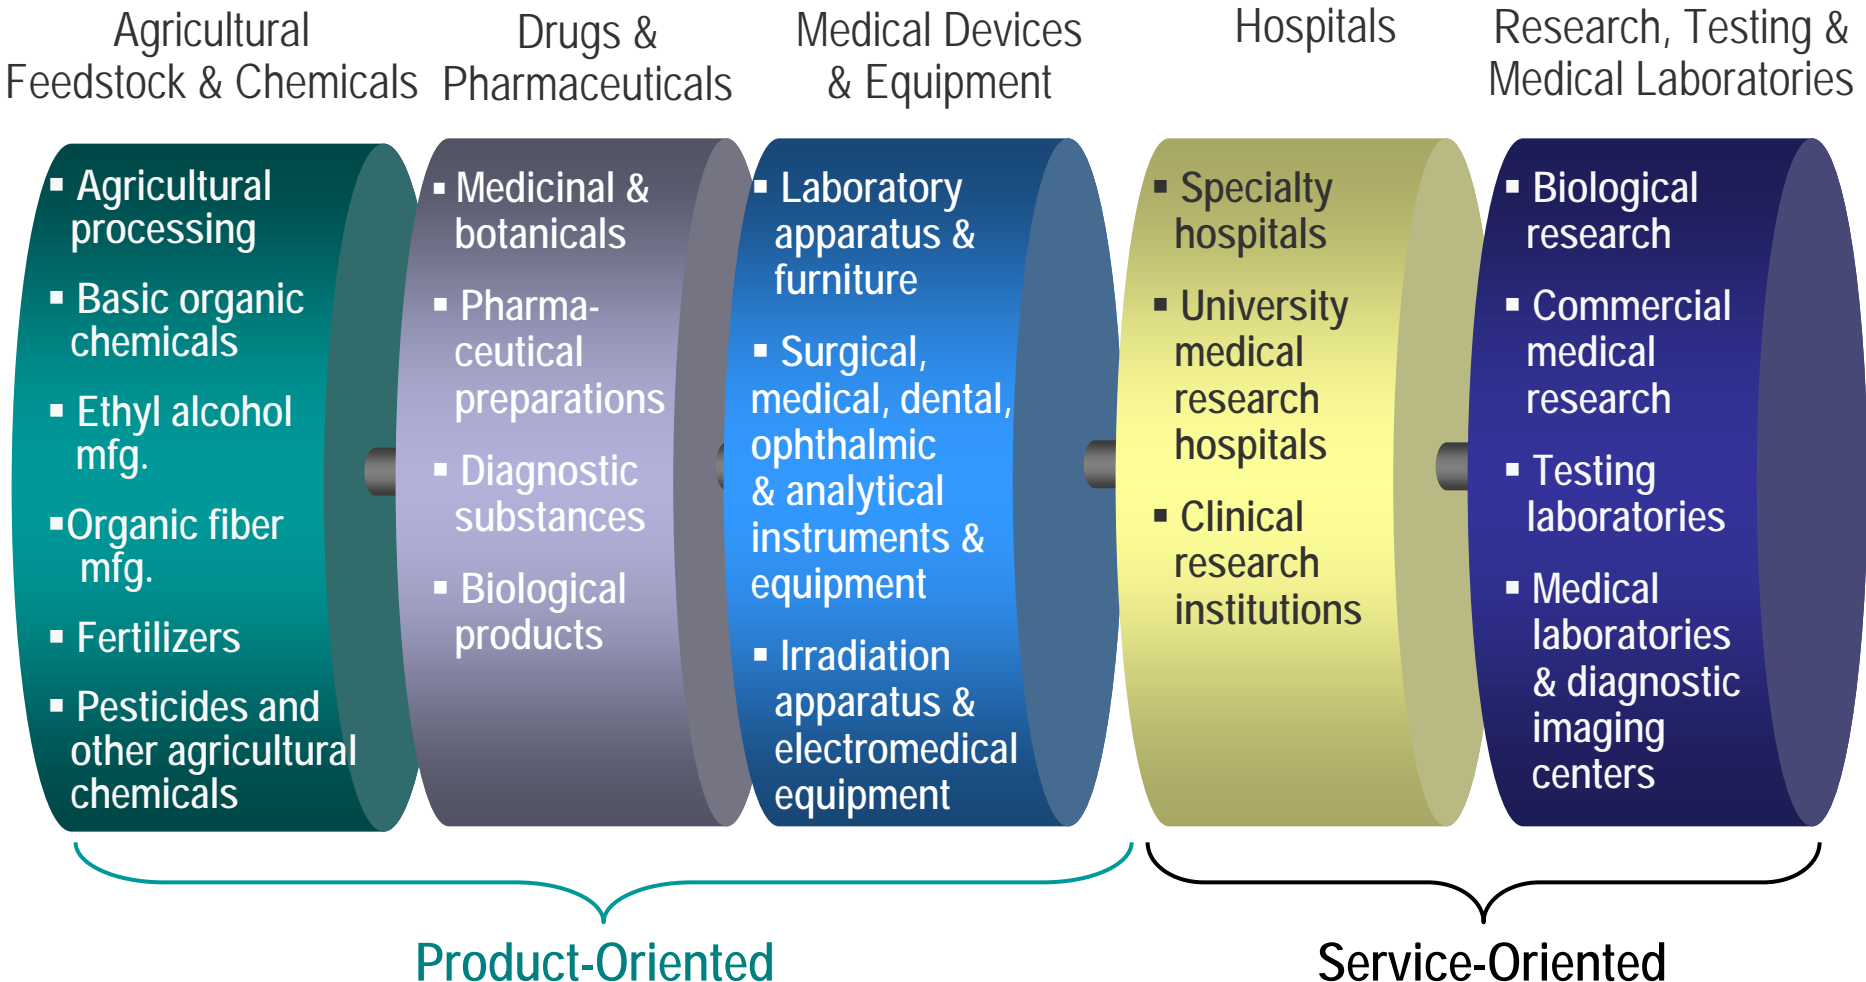 Agricultural
Feedstock & Chemicals
Drugs &
Pharmaceuticals
Medical Devices
& Equipment
Hospitals
Research, Testing &
Medical Laboratories
▪ Agricultural
processing
▪ Basic organic
chemicals
▪ Ethyl alcohol
mfg.
▪Organic fiber
mfg.
▪ Fertilizers
▪ Pesticides and
other agricultural
chemicals
▪ Medicinal &
botanicals
▪ Pharma-
ceutical
preparations
▪ Diagnostic
substances
▪ Biological
products
▪ Laboratory
apparatus &
furniture
▪ Surgical,
medical, dental,
ophthalmic
& analytical
instruments &
equipment
▪ Irradiation
apparatus &
electromedical
equipment
▪ Specialty
hospitals
▪ University
medical
research
hospitals
▪ Clinical
research
institutions
▪ Biological
research
▪ Commercial
medical
research
▪ Testing
laboratories
▪ Medical
laboratories
& diagnostic
imaging
centers
Product-Oriented
Service-Oriented